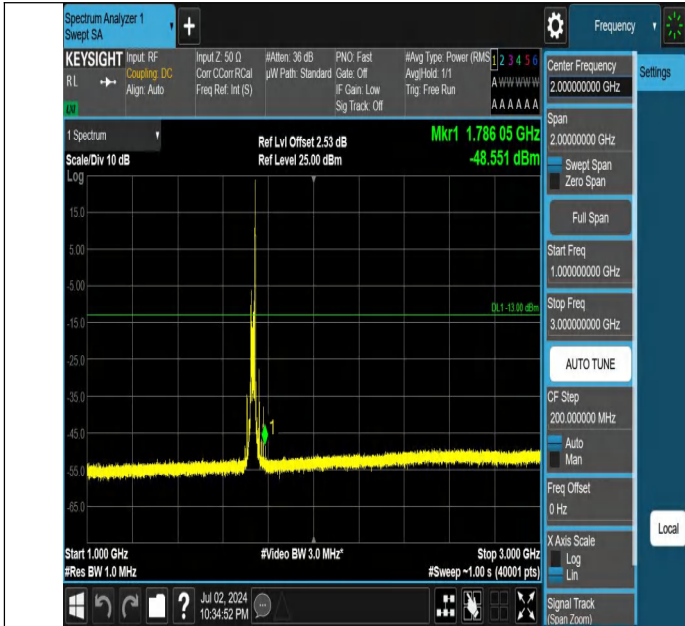 Spectrum Analyzer 1
Swept SA
+
Frequency
KEYSIGHT
RL
Input: RF
Coupling: DC
Align: Auto
Input Z: 50 Ω
Corr CCorr RCal
Freq Ref: Int (S)
#Atten: 36 dB
µW Path: Standard
PNO: Fast
Gate: Off
IF Gain: Low
Sig Track: Off
#Avg Type: Power (RMS
Avg|Hold: 1/1
Trig: Free Run
1 2 3 4 5 6
A W W W W W
A A A A A A
1 Spectrum
Scale/Div 10 dB
Log
Ref Lvl Offset 2.53 dB
Ref Level 25.00 dBm
Mkr1 1.786 05 GHz
-48.551 dBm
15.0
5.00
-5.00
-15.0
-25.0
-35.0
-45.0
-55.0
-65.0
DL1 -13.00 dBm
1
Start 1.000 GHz
#Res BW 1.0 MHz
#Video BW 3.0 MHz*
Stop 3.000 GHz
#Sweep ~1.00 s (40001 pts)
Center Frequency
2.000000000 GHz
Settings
Span
2.00000000 GHz
Swept Span
Zero Span
Full Span
Start Freq
1.000000000 GHz
Stop Freq
3.000000000 GHz
AUTO TUNE
CF Step
200.000000 MHz
Auto
Man
Freq Offset
0 Hz
X Axis Scale
Log
Lin
Local
Signal Track
(Span Zoom)
?
Jul 02, 2024
10:34:52 PM